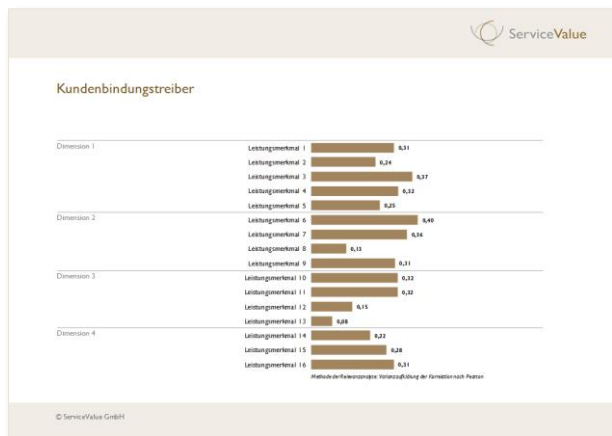 ServiceValue
Kundenbindungstreiber
Dimension 1
Leistungsmerkmal 1 0,31
Leistungsmerkmal 2 0,24
Leistungsmerkmal 3 0,37
Leistungsmerkmal 4 0,32
Leistungsmerkmal 5 0,25
Dimension 2
Leistungsmerkmal 6 0,40
Leistungsmerkmal 7 0,36
Leistungsmerkmal 8 0,13
Leistungsmerkmal 9 0,31
Dimension 3
Leistungsmerkmal 10 0,32
Leistungsmerkmal 11 0,32
Leistungsmerkmal 12 0,15
Leistungsmerkmal 13 0,08
Dimension 4
Leistungsmerkmal 14 0,22
Leistungsmerkmal 15 0,28
Leistungsmerkmal 16 0,31
Methode der Relevanzanalyse: Varianzaufklärung der Korrelation nach Pearson
© ServiceValue GmbH